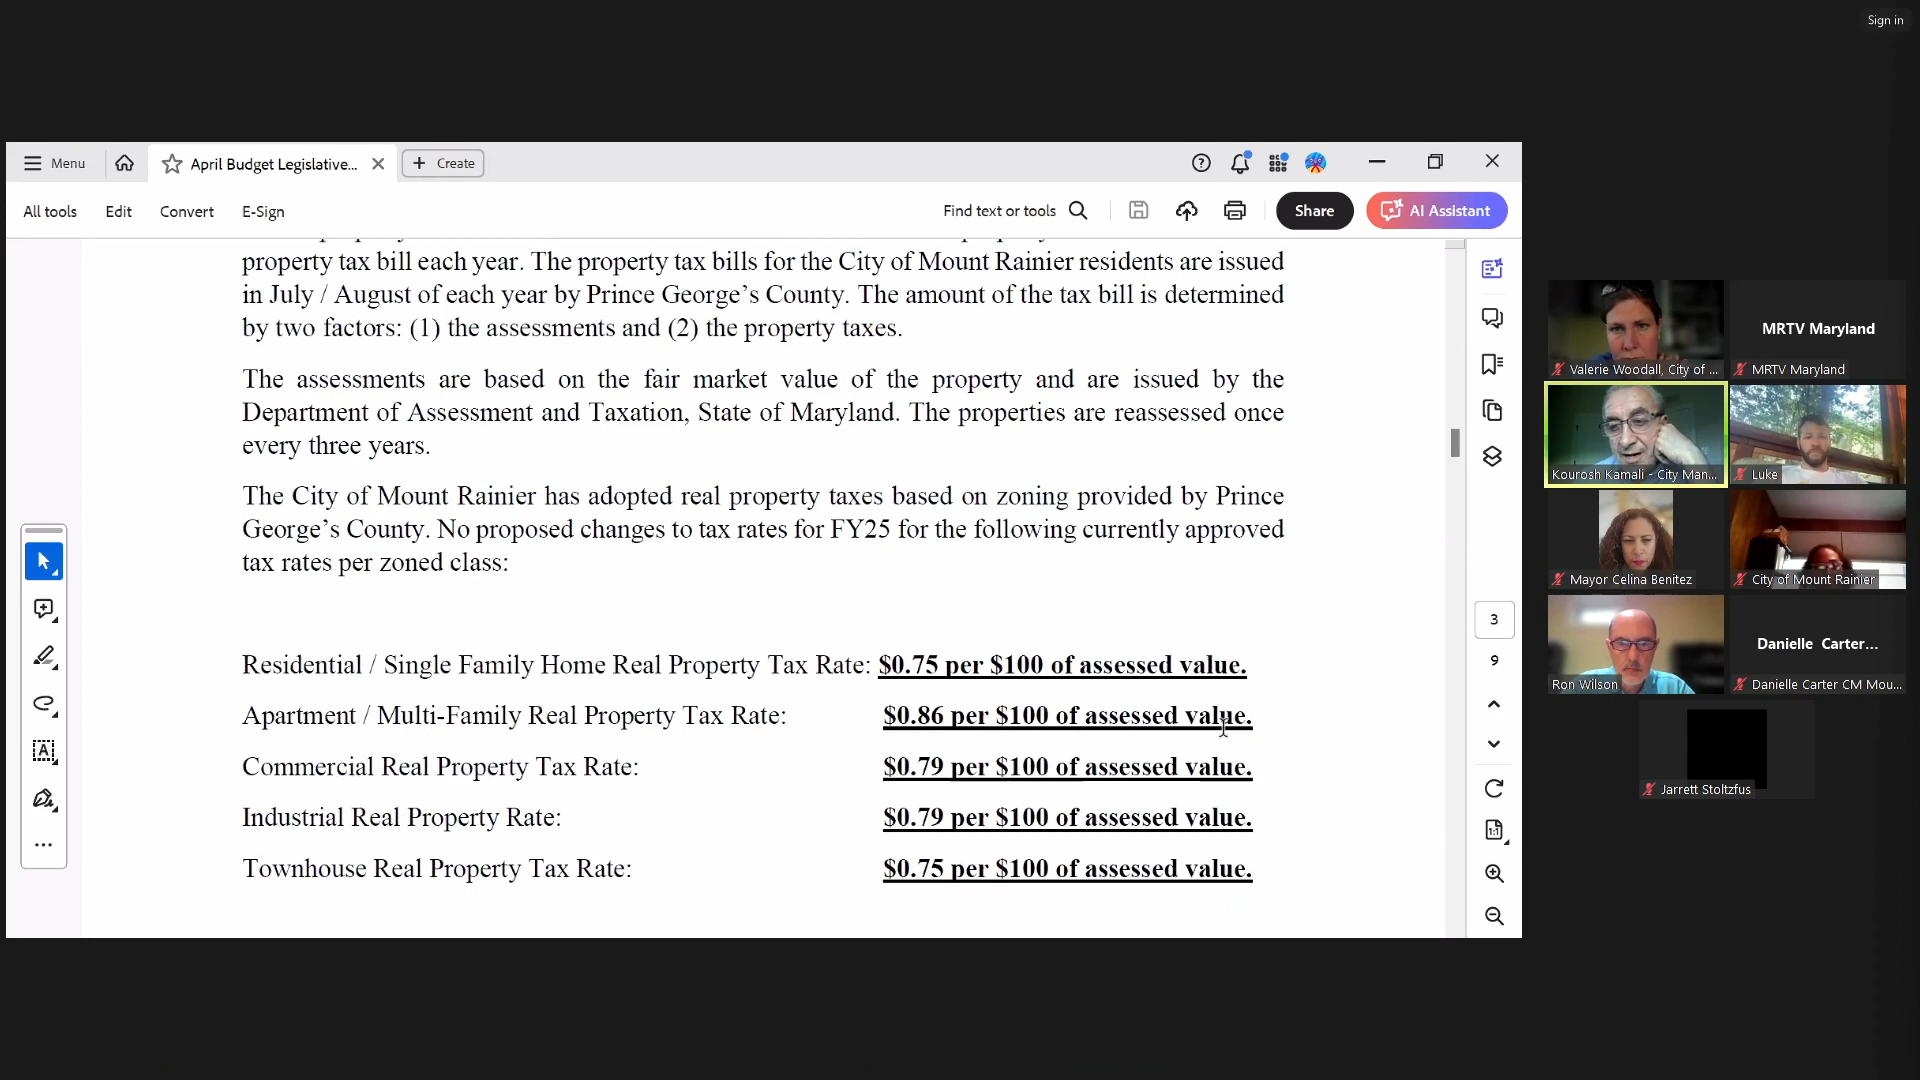 Sign in
Menu
April Budget Legislative...
Create
All tools
Edit
Convert
E-Sign
Find text or tools
Share
AI Assistant
property tax bill each year. The property tax bills for the City of Mount Rainier residents are issued
in July / August of each year by Prince George’s County. The amount of the tax bill is determined
by two factors: (1) the assessments and (2) the property taxes.
The assessments are based on the fair market value of the property and are issued by the
Department of Assessment and Taxation, State of Maryland. The properties are reassessed once
every three years.
The City of Mount Rainier has adopted real property taxes based on zoning provided by Prince
George’s County. No proposed changes to tax rates for FY25 for the following currently approved
tax rates per zoned class:
Residential / Single Family Home Real Property Tax Rate: $0.75 per $100 of assessed value.
Apartment / Multi-Family Real Property Tax Rate: $0.86 per $100 of assessed value.
Commercial Real Property Tax Rate: $0.79 per $100 of assessed value.
Industrial Real Property Rate: $0.79 per $100 of assessed value.
Townhouse Real Property Tax Rate: $0.75 per $100 of assessed value.
3
9
1:1
Valerie Woodall, City of ...
MRTV Maryland
MRTV Maryland
Kourosh Kamali - City Man...
Luke
Mayor Celina Benitez
City of Mount Rainier
Ron Wilson
Danielle Carter...
Danielle Carter CM Mou...
Jarrett Stoltzfus